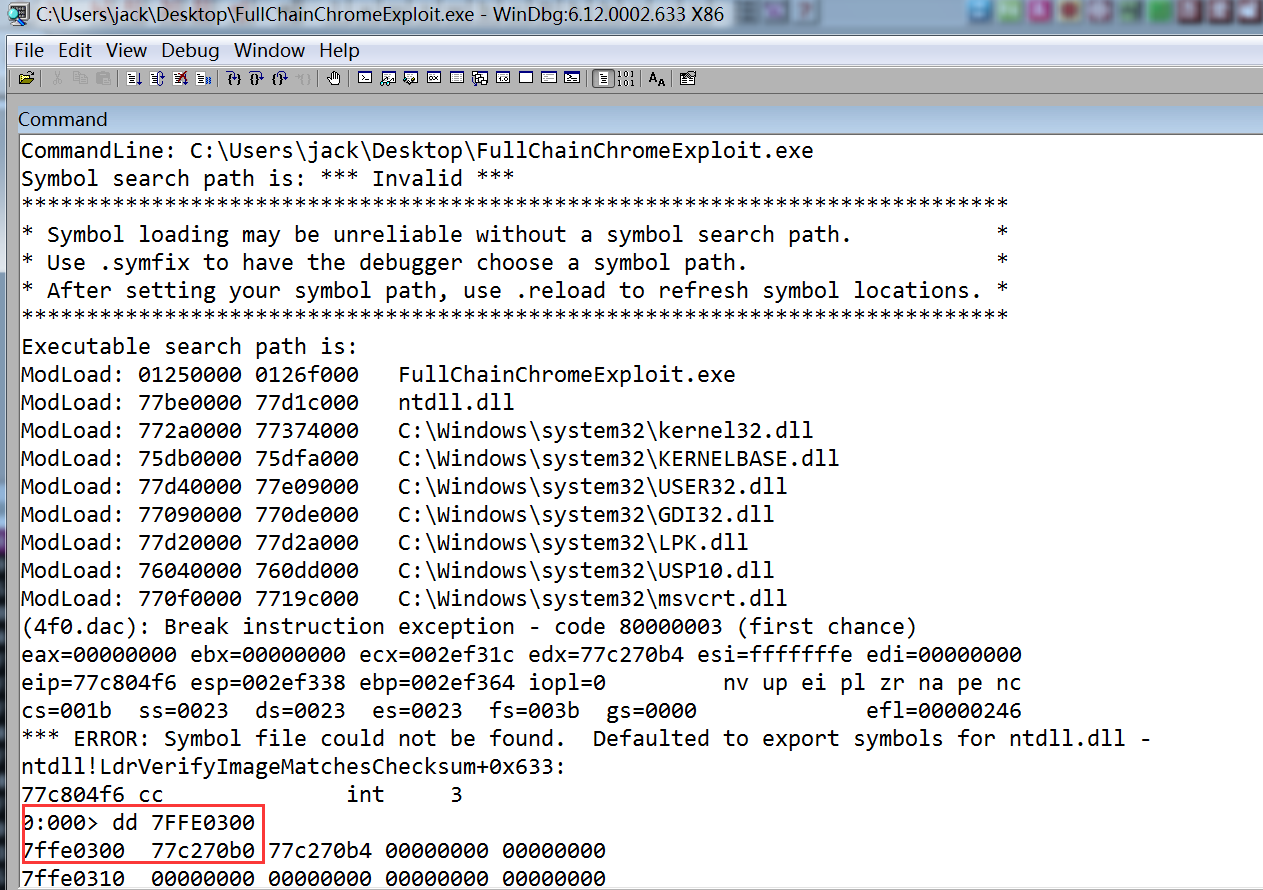 C:\Users\jack\Desktop\FullChainChromeExploit.exe - WinDbg:6.12.0002.633 X86
File Edit View Debug Window Help
Command
CommandLine: C:\Users\jack\Desktop\FullChainChromeExploit.exe
Symbol search path is: *** Invalid ***
****************************************************************************
* Symbol loading may be unreliable without a symbol search path.           *
* Use .symfix to have the debugger choose a symbol path.                   *
* After setting your symbol path, use .reload to refresh symbol locations. *
****************************************************************************
Executable search path is:
ModLoad: 01250000 0126f000   FullChainChromeExploit.exe
ModLoad: 77be0000 77d1c000   ntdll.dll
ModLoad: 772a0000 77374000   C:\Windows\system32\kernel32.dll
ModLoad: 75db0000 75dfa000   C:\Windows\system32\KERNELBASE.dll
ModLoad: 77d40000 77e09000   C:\Windows\system32\USER32.dll
ModLoad: 77090000 770de000   C:\Windows\system32\GDI32.dll
ModLoad: 77d20000 77d2a000   C:\Windows\system32\LPK.dll
ModLoad: 76040000 760dd000   C:\Windows\system32\USP10.dll
ModLoad: 770f0000 7719c000   C:\Windows\system32\msvcrt.dll
(4f0.dac): Break instruction exception - code 80000003 (first chance)
eax=00000000 ebx=00000000 ecx=002ef31c edx=77c270b4 esi=fffffffe edi=00000000
eip=77c804f6 esp=002ef338 ebp=002ef364 iopl=0         nv up ei pl zr na pe nc
cs=001b  ss=0023  ds=0023  es=0023  fs=003b  gs=0000             efl=00000246
*** ERROR: Symbol file could not be found.  Defaulted to export symbols for ntdll.dll -
ntdll!LdrVerifyImageMatchesChecksum+0x633:
77c804f6 cc              int     3
0:000> dd 7FFE0300
7ffe0300  77c270b0 77c270b4 00000000 00000000
7ffe0310  00000000 00000000 00000000 00000000